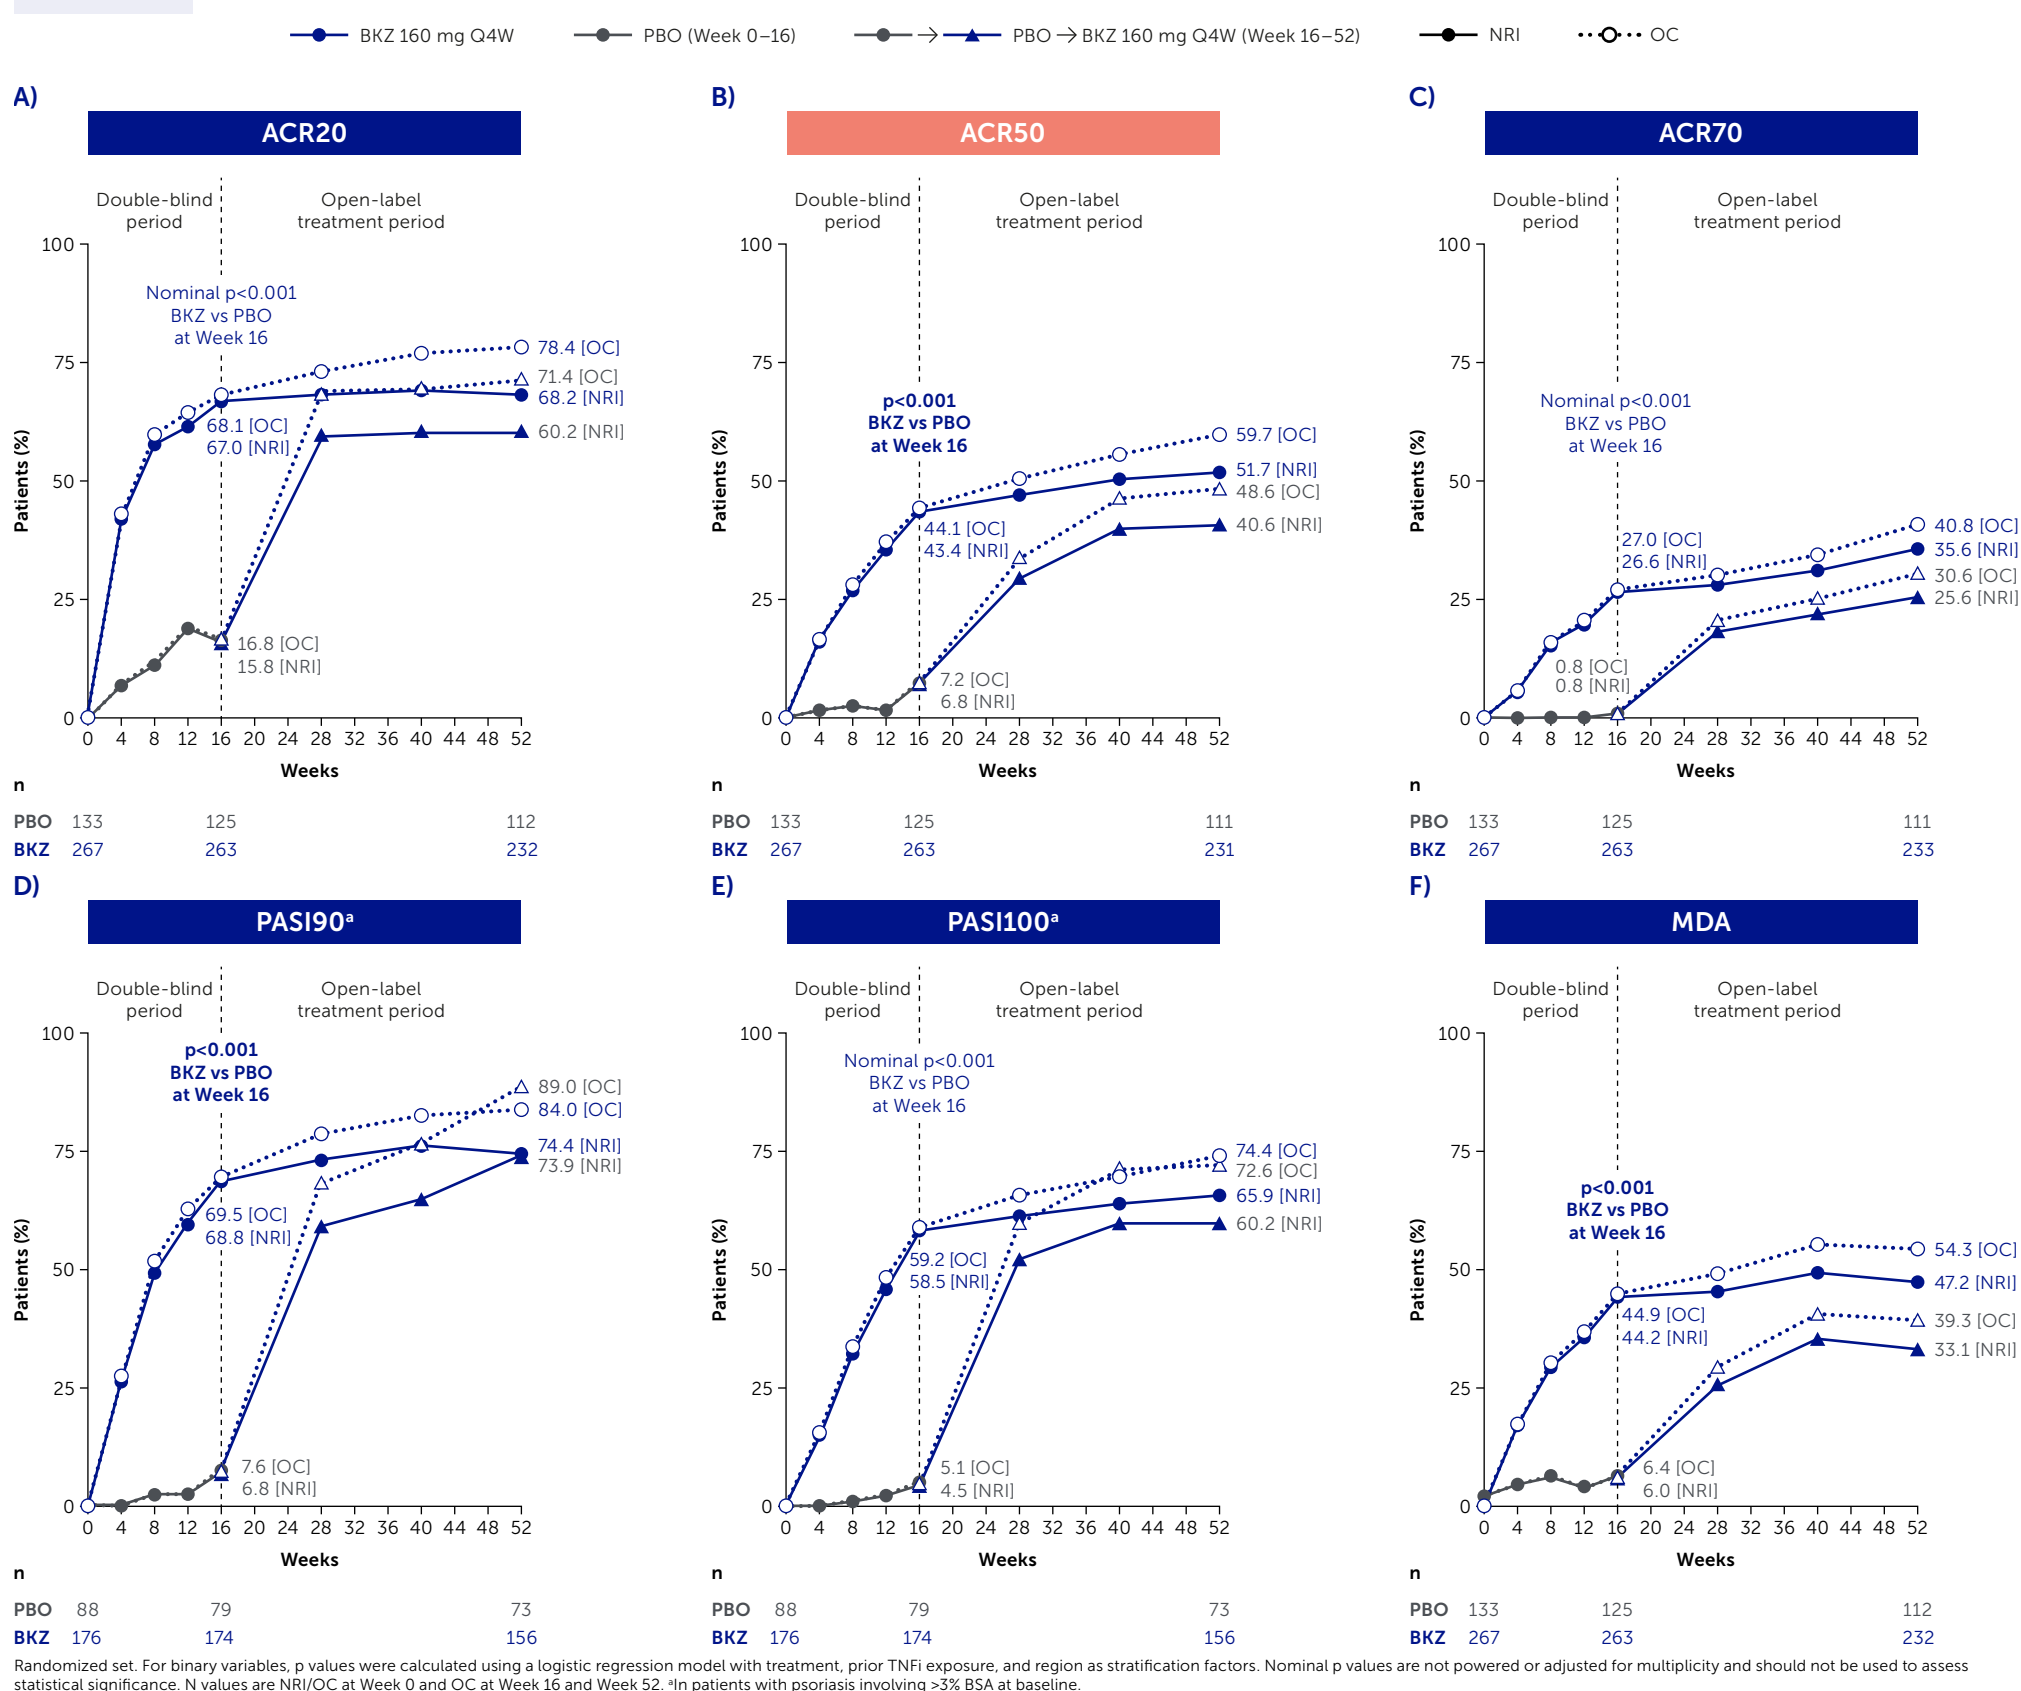 BKZ 160 mg Q4W
PBO (Week 0–16)
PBO → BKZ 160 mg Q4W (Week 16–52)
NRI
OC
A)
ACR20
Double-blind period
Open-label treatment period
Nominal p<0.001
BKZ vs PBO
at Week 16
100
75
50
25
0
Patients (%)
78.4 [OC]
71.4 [OC]
68.2 [NRI]
60.2 [NRI]
68.1 [OC]
67.0 [NRI]
16.8 [OC]
15.8 [NRI]
0 4 8 12 16 20 24 28 32 36 40 44 48 52
Weeks
n
PBO 133 125 112
BKZ 267 263 232
B)
ACR50
Double-blind period
Open-label treatment period
p<0.001
BKZ vs PBO
at Week 16
100
75
50
25
0
Patients (%)
59.7 [OC]
51.7 [NRI]
48.6 [OC]
40.6 [NRI]
44.1 [OC]
43.4 [NRI]
7.2 [OC]
6.8 [NRI]
0 4 8 12 16 20 24 28 32 36 40 44 48 52
Weeks
n
PBO 133 125 111
BKZ 267 263 231
C)
ACR70
Double-blind period
Open-label treatment period
Nominal p<0.001
BKZ vs PBO
at Week 16
100
75
50
25
0
Patients (%)
40.8 [OC]
35.6 [NRI]
30.6 [OC]
25.6 [NRI]
27.0 [OC]
26.6 [NRI]
0.8 [OC]
0.8 [NRI]
0 4 8 12 16 20 24 28 32 36 40 44 48 52
Weeks
n
PBO 133 125 111
BKZ 267 263 233
D)
PASI90ᵃ
Double-blind period
Open-label treatment period
p<0.001
BKZ vs PBO
at Week 16
100
75
50
25
0
Patients (%)
89.0 [OC]
84.0 [OC]
74.4 [NRI]
73.9 [NRI]
69.5 [OC]
68.8 [NRI]
7.6 [OC]
6.8 [NRI]
0 4 8 12 16 20 24 28 32 36 40 44 48 52
Weeks
n
PBO 88 79 73
BKZ 176 174 156
E)
PASI100ᵃ
Double-blind period
Open-label treatment period
Nominal p<0.001
BKZ vs PBO
at Week 16
100
75
50
25
0
Patients (%)
74.4 [OC]
72.6 [OC]
65.9 [NRI]
60.2 [NRI]
59.2 [OC]
58.5 [NRI]
5.1 [OC]
4.5 [NRI]
0 4 8 12 16 20 24 28 32 36 40 44 48 52
Weeks
n
PBO 88 79 73
BKZ 176 174 156
F)
MDA
Double-blind period
Open-label treatment period
p<0.001
BKZ vs PBO
at Week 16
100
75
50
25
0
Patients (%)
54.3 [OC]
47.2 [NRI]
39.3 [OC]
33.1 [NRI]
44.9 [OC]
44.2 [NRI]
6.4 [OC]
6.0 [NRI]
0 4 8 12 16 20 24 28 32 36 40 44 48 52
Weeks
n
PBO 133 125 112
BKZ 267 263 232
Randomized set. For binary variables, p values were calculated using a logistic regression model with treatment, prior TNFi exposure, and region as stratification factors. Nominal p values are not powered or adjusted for multiplicity and should not be used to assess
statistical significance. N values are NRI/OC at Week 0 and OC at Week 16 and Week 52. ᵃIn patients with psoriasis involving >3% BSA at baseline.